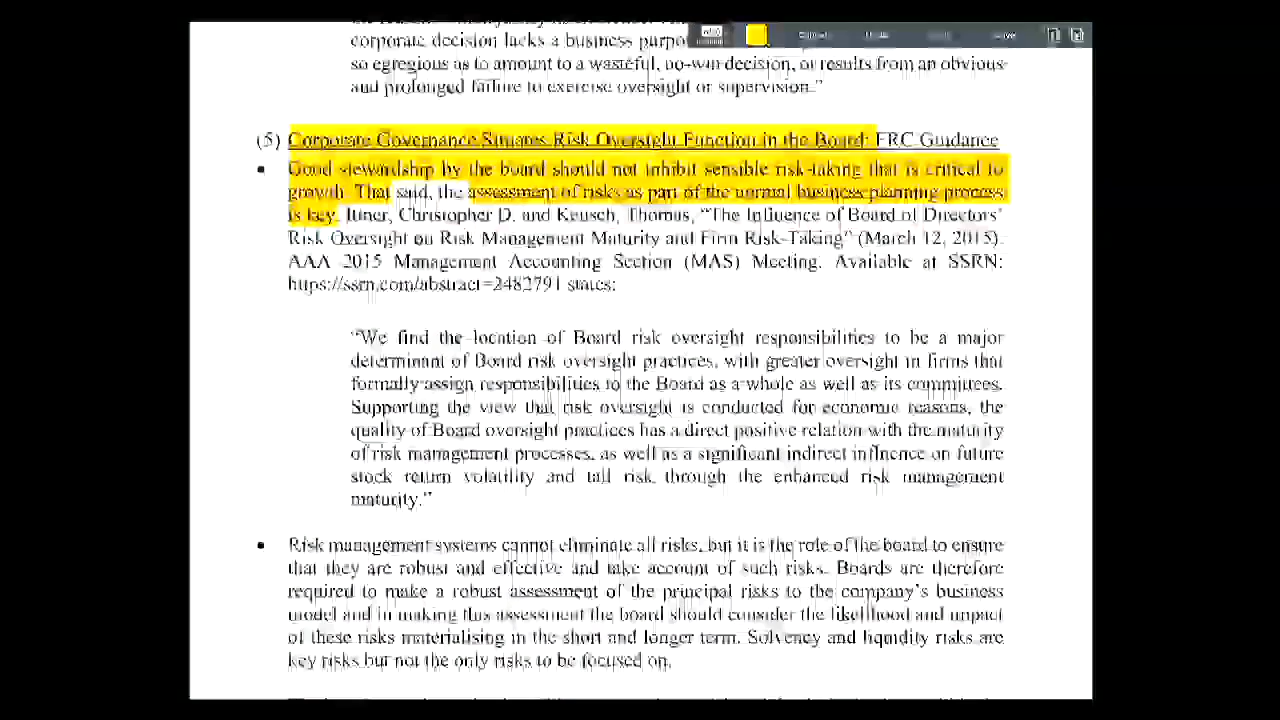 corporate decision lacks a business
so egregious as to amount to a wasteful, no-win decision, or results from an obvious
and prolonged failure to exercise oversight or supervision."
(5) Corporate Governance Situates Risk Oversight Function in the Board: FRC Guidance
• Good stewardship by the board should not inhibit sensible risk-taking that is critical to
growth. That said, the assessment of risks as part of the normal business planning process
is key. Ittner, Christopher D. and Keusch, Thomas, "The Influence of Board of Directors'
Risk Oversight on Risk Management Maturity and Firm Risk-Taking" (March 12, 2015).
AAA 2015 Management Accounting Section (MAS) Meeting. Available at SSRN:
https://ssrn.com/abstract=2482791 states:
"We find the location of Board risk oversight responsibilities to be a major
determinant of Board risk oversight practices, with greater oversight in firms that
formally assign responsibilities to the Board as a whole as well as its committees.
Supporting the view that risk oversight is conducted for economic reasons, the
quality of Board oversight practices has a direct positive relation with the maturity
of risk management processes, as well as a significant indirect influence on future
stock return volatility and tail risk through the enhanced risk management
maturity."
• Risk management systems cannot eliminate all risks, but it is the role of the board to ensure
that they are robust and effective and take account of such risks. Boards are therefore
required to make a robust assessment of the principal risks to the company's business
model and in making this assessment the board should consider the likelihood and impact
of these risks materialising in the short and longer term. Solvency and liquidity risks are
key risks but not the only risks to be focused on.